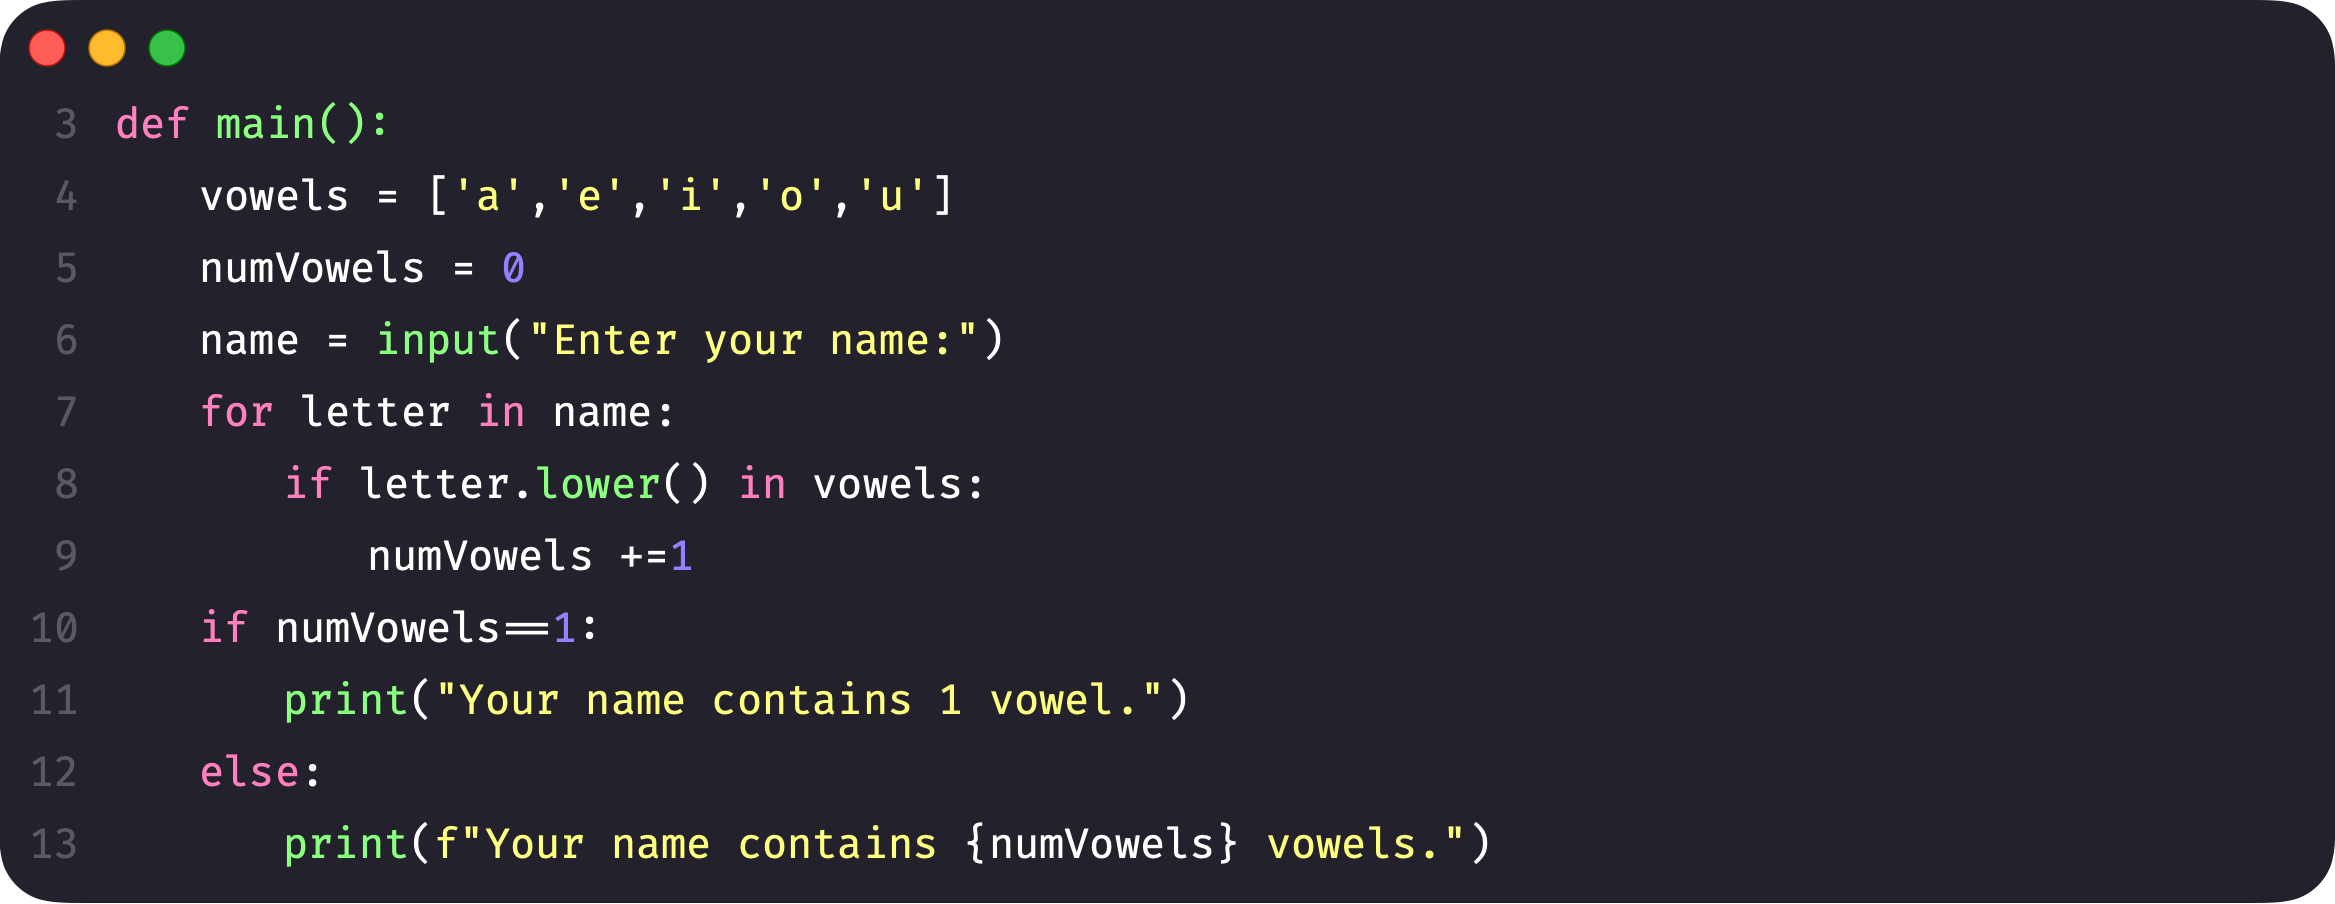 3 def main():
4 vowels = ['a','e','i','o','u']
5 numVowels = 0
6 name = input("Enter your name:")
7 for letter in name:
8 if letter.lower() in vowels:
9 numVowels +=1
10 if numVowels==1:
11 print("Your name contains 1 vowel.")
12 else:
13 print(f"Your name contains {numVowels} vowels.")